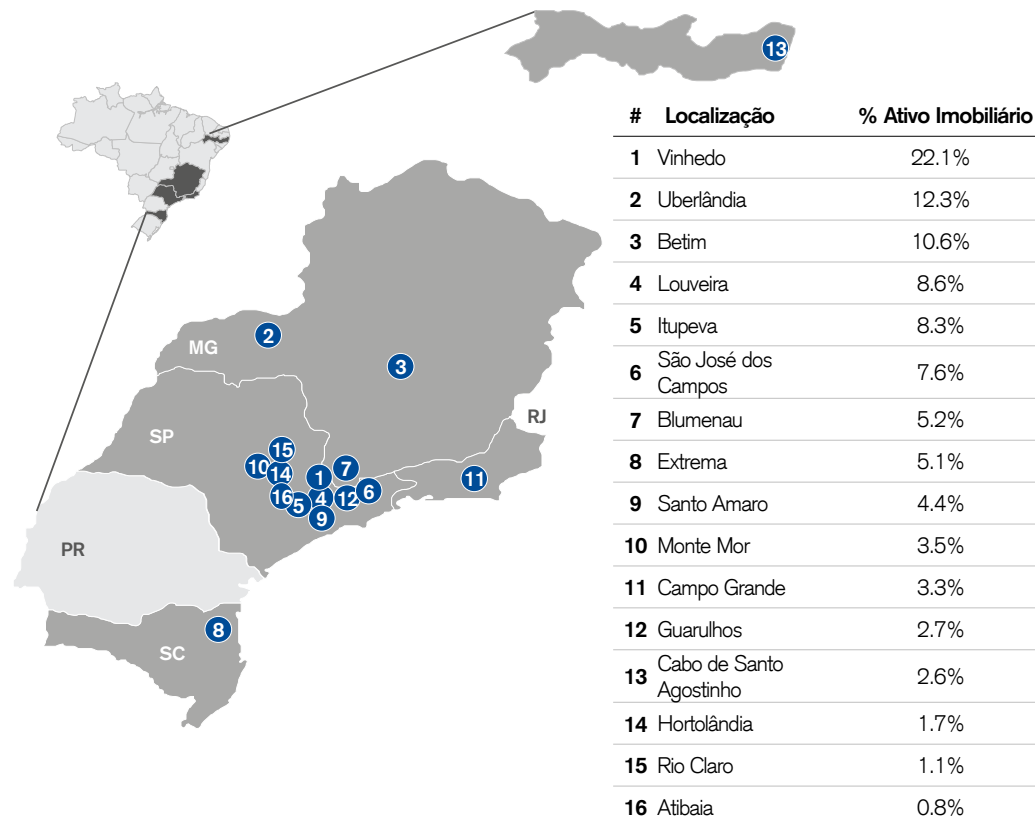 13
# Localização % Ativo Imobiliário
1 Vinhedo 22.1%
2 Uberlândia 12.3%
3 Betim 10.6%
4 Louveira 8.6%
5 Itupeva 8.3%
6 São José dos
Campos 7.6%
7 Blumenau 5.2%
8 Extrema 5.1%
9 Santo Amaro 4.4%
10 Monte Mor 3.5%
11 Campo Grande 3.3%
12 Guarulhos 2.7%
13 Cabo de Santo
Agostinho 2.6%
14 Hortolândia 1.7%
15 Rio Claro 1.1%
16 Atibaia 0.8%
2
MG
3
RJ
SP
15
10
14
7
1
11
16
5
4
12
6
9
PR
8
SC